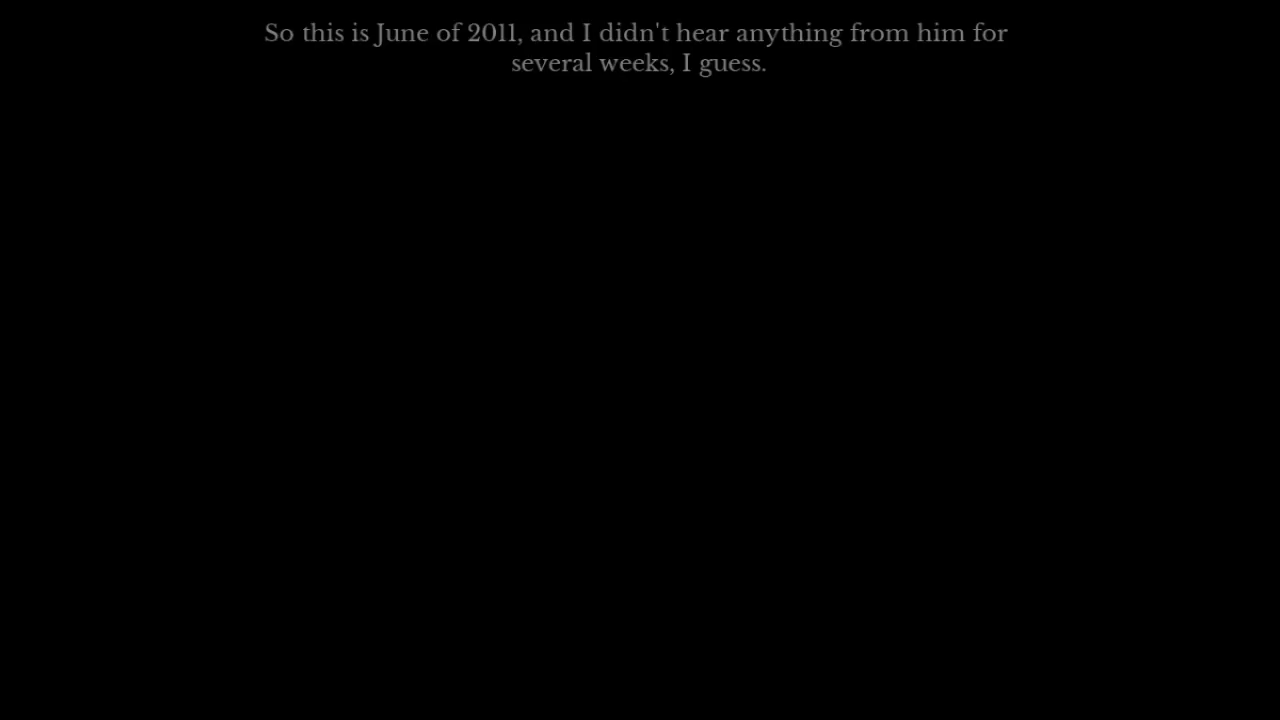 So this is June of 2011, and I didn't hear anything from him for
several weeks, I guess.